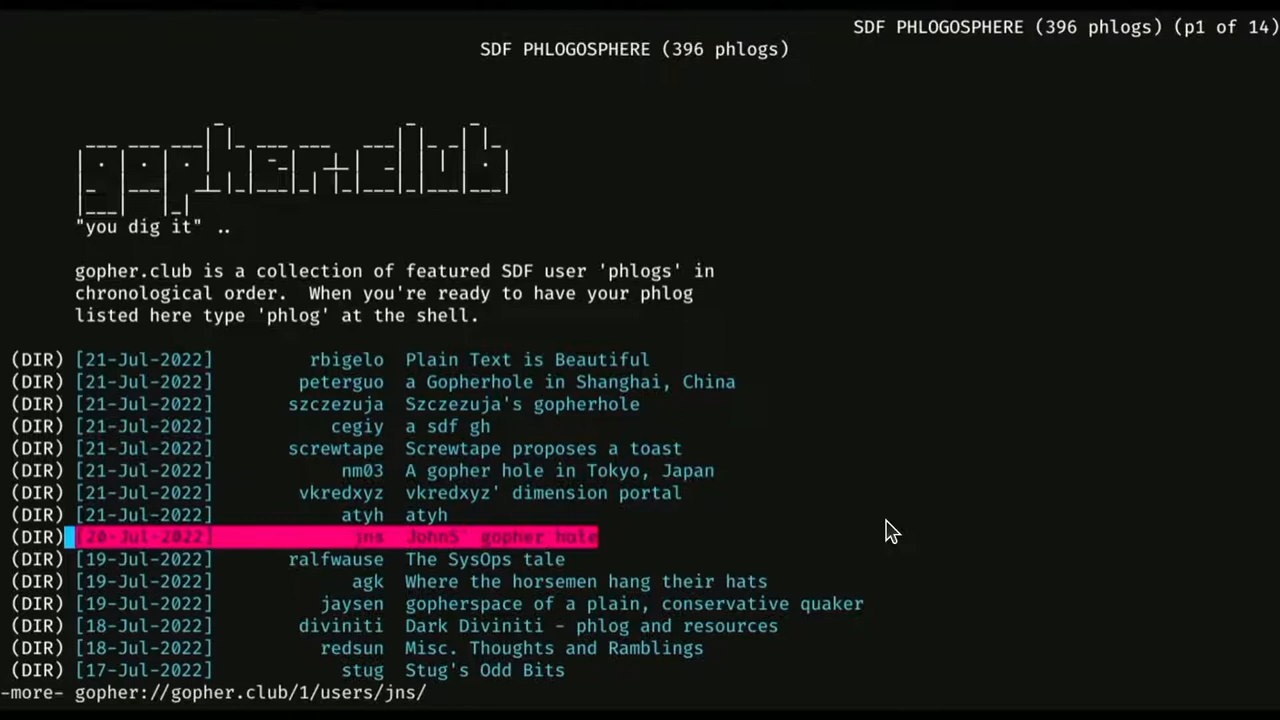 SDF PHLOGOSPHERE (396 phlogs) (p1 of 14)
SDF PHLOGOSPHERE (396 phlogs)
gopher.club
"you dig it" ..
gopher.club is a collection of featured SDF user 'phlogs' in
chronological order.  When you're ready to have your phlog
listed here type 'phlog' at the shell.
(DIR) [21-Jul-2022] rbigelo Plain Text is Beautiful
(DIR) [21-Jul-2022] peterguo a Gopherhole in Shanghai, China
(DIR) [21-Jul-2022] szczezuja Szczezuja's gopherhole
(DIR) [21-Jul-2022] cegiy a sdf gh
(DIR) [21-Jul-2022] screwtape Screwtape proposes a toast
(DIR) [21-Jul-2022] nm03 A gopher hole in Tokyo, Japan
(DIR) [21-Jul-2022] vkredxyz vkredxyz' dimension portal
(DIR) [21-Jul-2022] atyh atyh
(DIR) [20-Jul-2022] jns JohnS' gopher hate
(DIR) [19-Jul-2022] ralfwause The SysOps tale
(DIR) [19-Jul-2022] agk Where the horsemen hang their hats
(DIR) [19-Jul-2022] jaysen gopherspace of a plain, conservative quaker
(DIR) [18-Jul-2022] diviniti Dark Diviniti - phlog and resources
(DIR) [18-Jul-2022] redsun Misc. Thoughts and Ramblings
(DIR) [17-Jul-2022] stug Stug's Odd Bits
-more- gopher://gopher.club/1/users/jns/